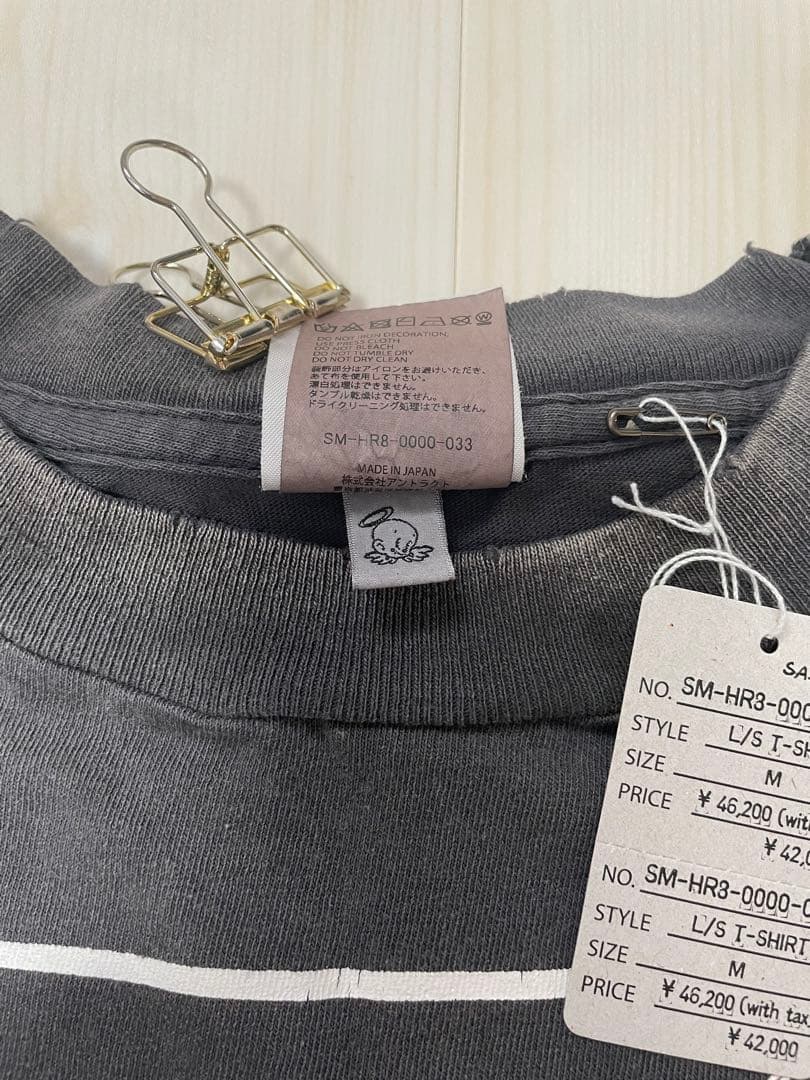 DO NOT IRON DECORATION,
USE PRESS CLOTH
DO NOT BLEACH
DO NOT TUMBLE DRY
DO NOT DRY CLEAN
装飾部分はアイロンをお避けいただき、
あて布を使用して下さい。
漂白処理はできません。
タンブル乾燥はできません。
ドライクリーニング処理はできません。
SM-HR8-0000-033
MADE IN JAPAN
株式会社アントラクト
NO. SM-HR3-000
STYLE L/S T-SH
SIZE M
PRICE ¥ 46,200 (with
¥ 42,0
NO. SM-HR3-0000-0
STYLE L/S T-SHIRT
SIZE M
PRICE ¥ 46,200 (with tax
¥ 42,000